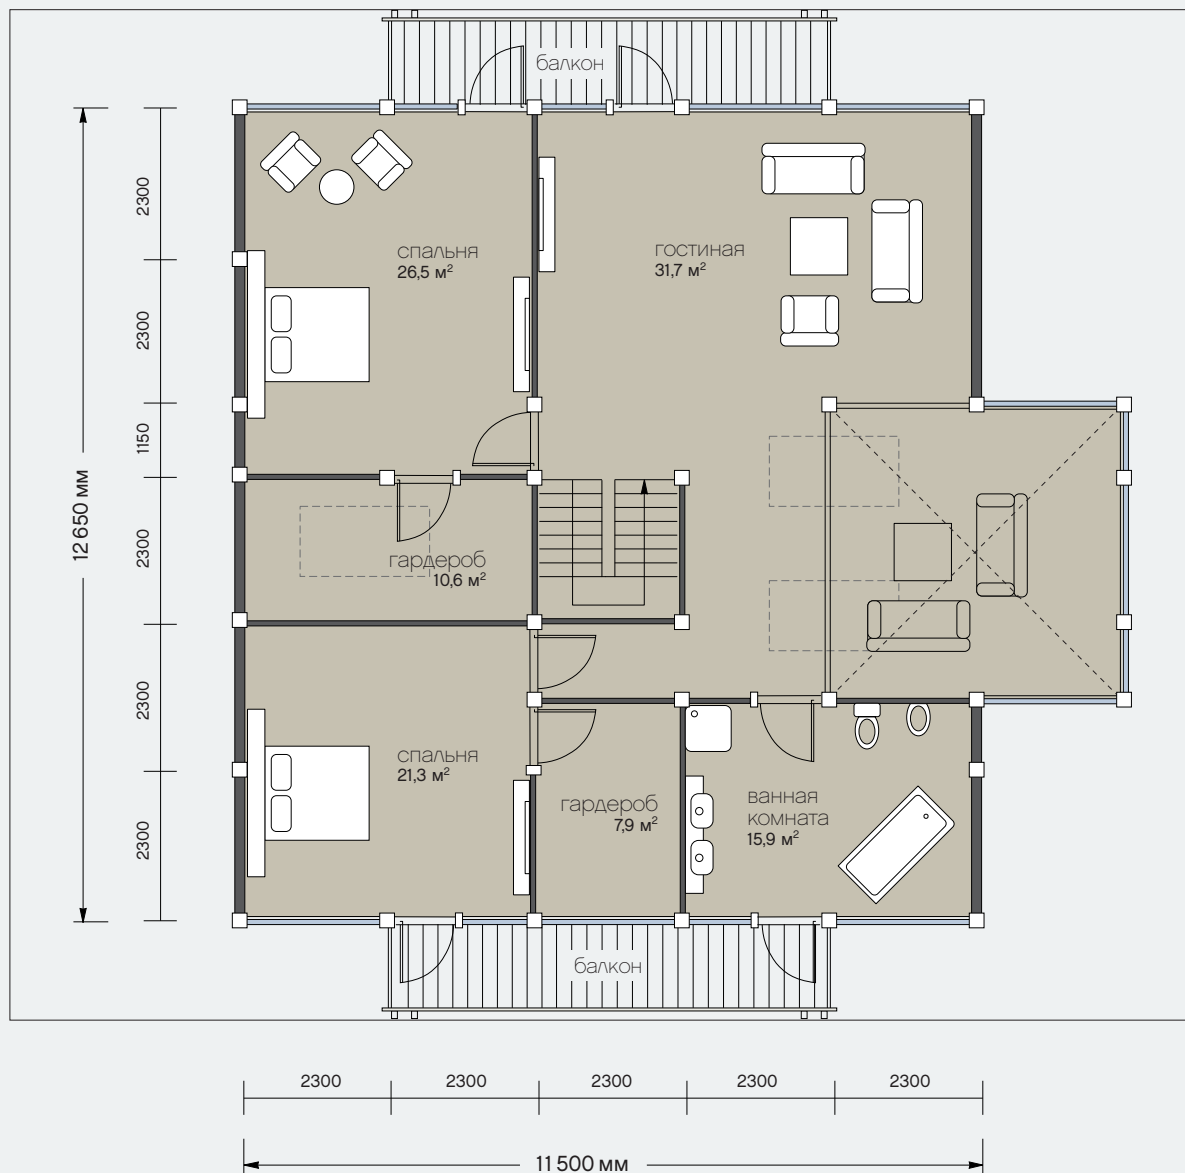 балкон
2300
2300
1150
2300
2300
2300
12 650 мм
спальня
26,5 м²
гостиная
31,7 м²
гардероб
10,6 м²
спальня
21,3 м²
гардероб
7,9 м²
ванная
комната
15,9 м²
балкон
2300
2300
2300
2300
2300
11 500 мм